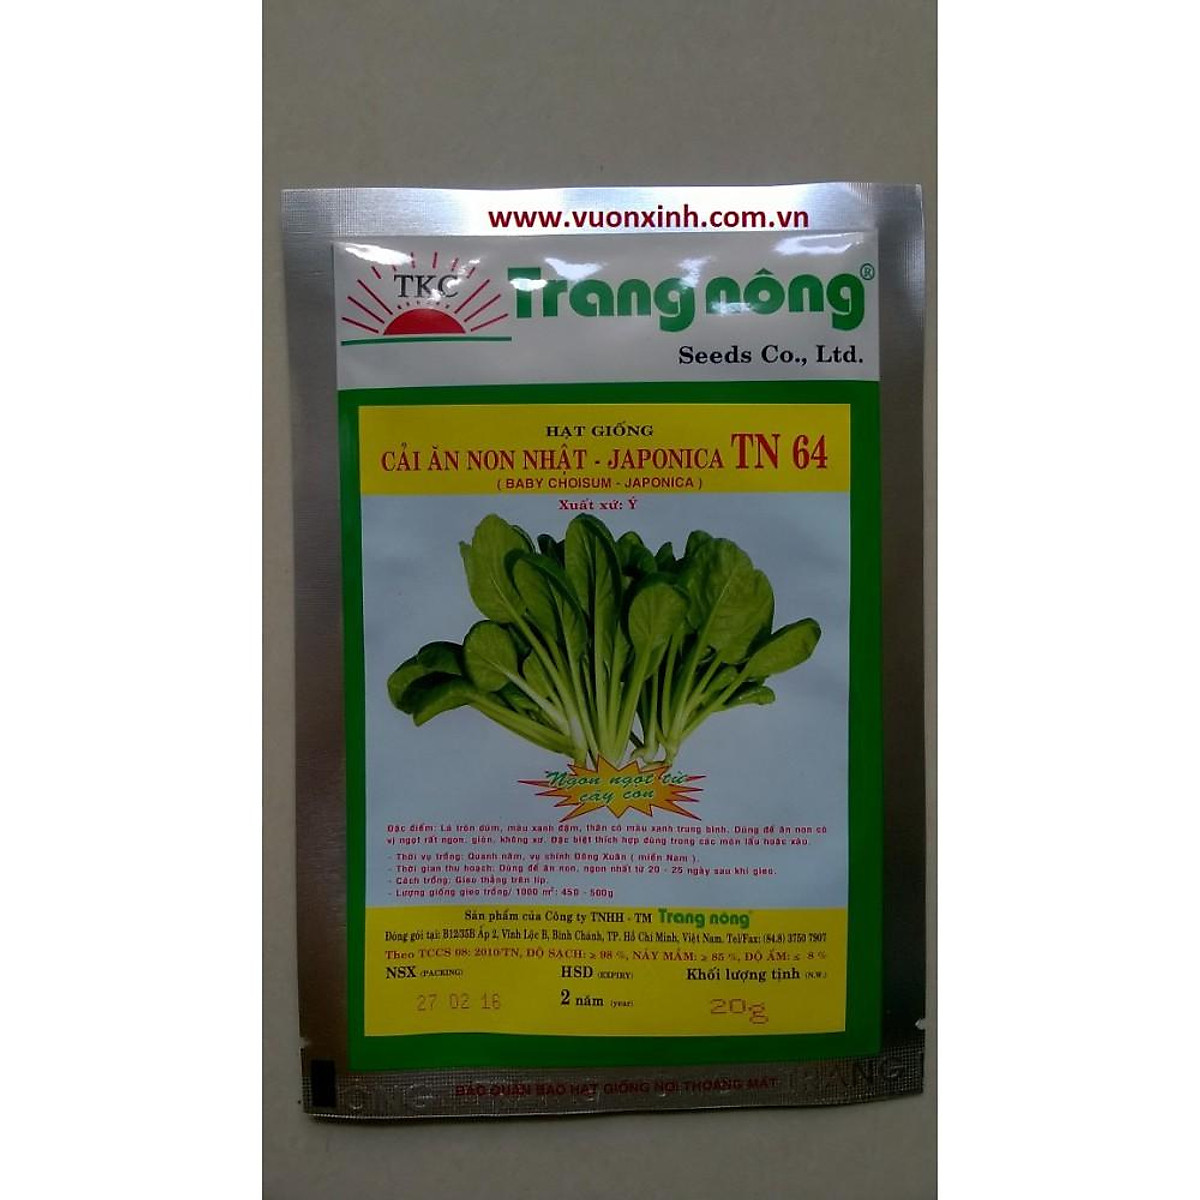 www.vuonxinh.com.vn
TKC
Trang nông®
Seeds Co., Ltd.
HẠT GIỐNG
CẢI ĂN NON NHẬT - JAPONICA TN 64
( BABY CHOISUM - JAPONICA )
Xuất xứ: Ý
Ngon ngọt từ
cây con
Đặc điểm: Lá tròn dúm, màu xanh đậm, thân có màu xanh trung bình. Dùng để ăn non có
vị ngọt rất ngon, giòn, không xơ. Đặc biệt thích hợp dùng trong các món lẩu hoặc xào.
- Thời vụ trồng: Quanh năm, vụ chính Đông Xuân ( miền Nam ).
- Thời gian thu hoạch: Dùng để ăn non, ngon nhất từ 20 - 25 ngày sau khi gieo.
- Cách trồng: Gieo thẳng trên líp.
- Lượng giống gieo trồng/ 1000 m²: 450 - 500g
Sản phẩm của Công ty TNHH - TM Trang nông®
Đóng gói tại: B12/35B Ấp 2, Vĩnh Lộc B, Bình Chánh, TP. Hồ Chí Minh, Việt Nam. Tel/Fax: (84.8) 3750 7907
Theo TCCS 08: 2010/TN, ĐỘ SẠCH: ≥ 98 %, NẢY MẦM: ≥ 85 %, ĐỘ ẨM: ≤ 8 %
NSX (PACKING) HSD (EXPIRY) Khối lượng tịnh (N.W.)
27 02 16 2 năm (year) 20g
BẢO QUẢN BAO HẠT GIỐNG NƠI THOÁNG MÁT
TRANG